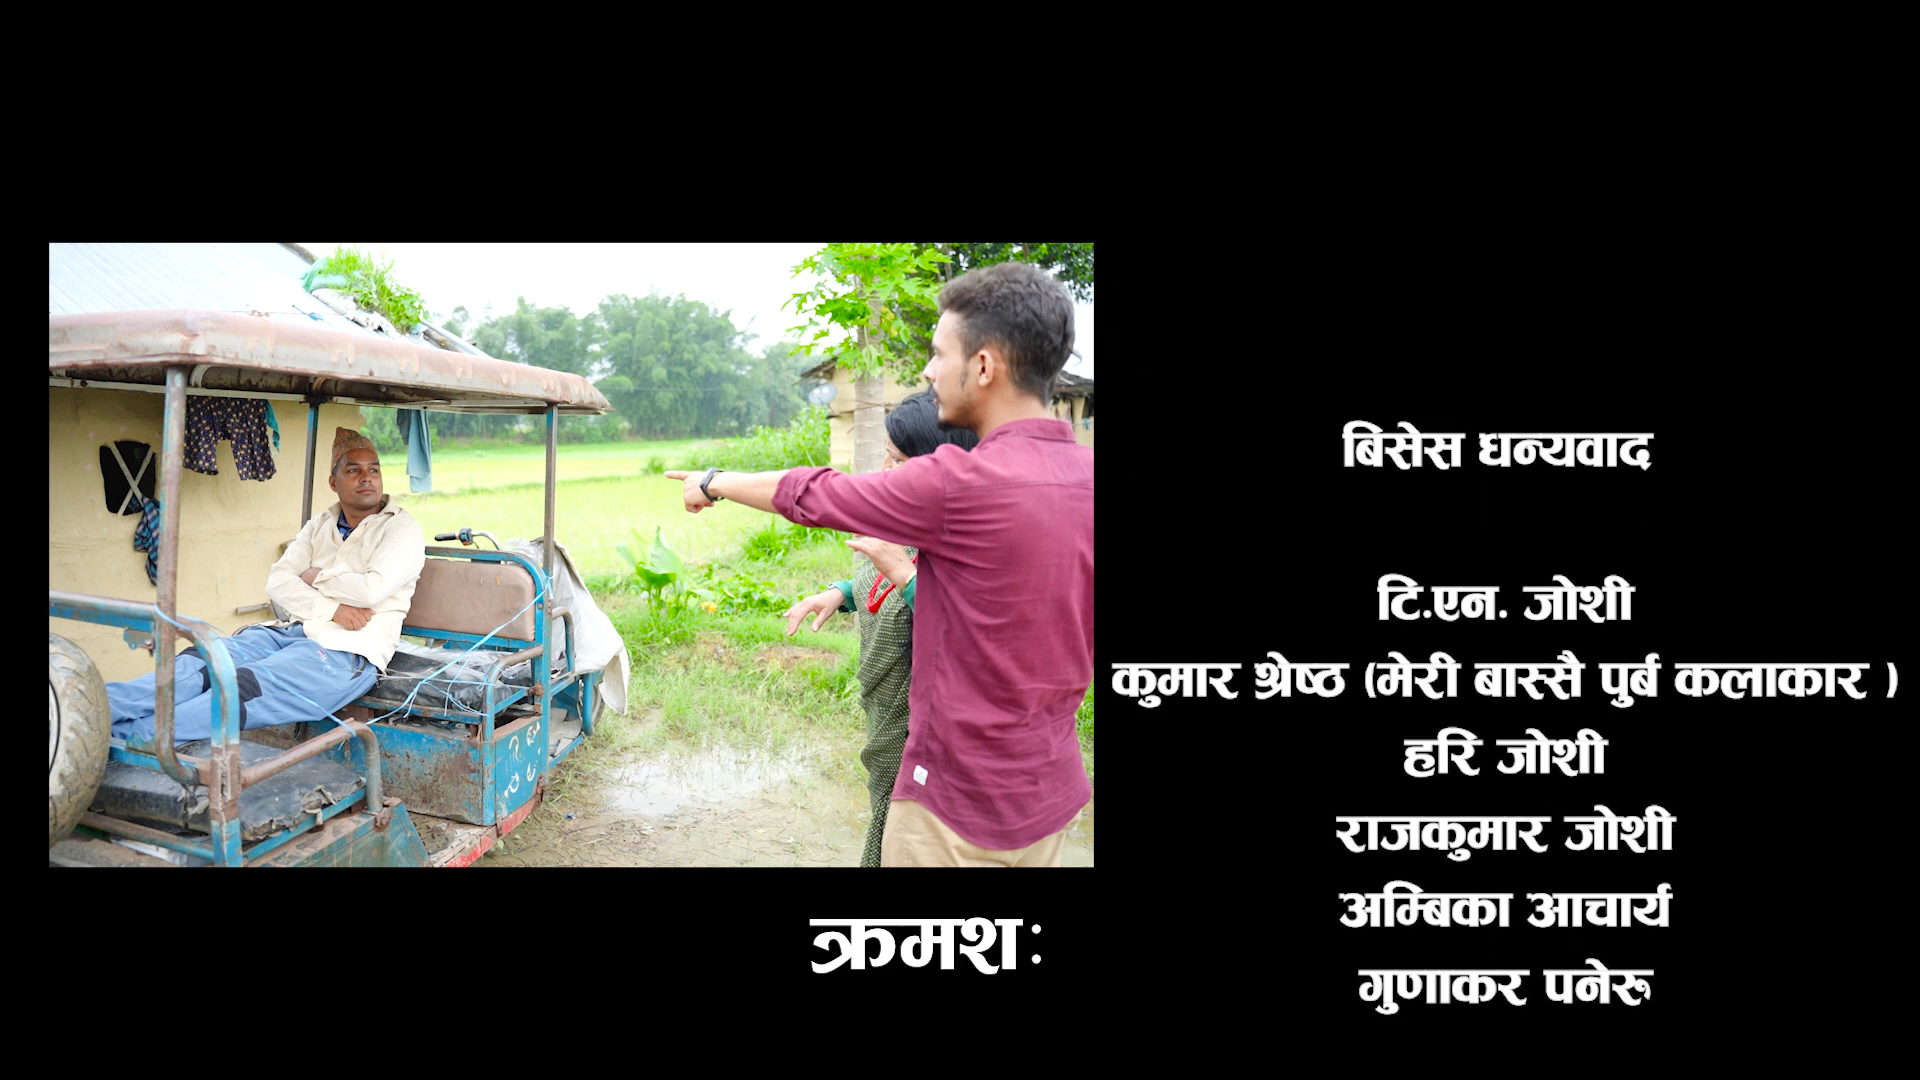 बिसेस धन्यवाद
टि.एन. जोशी
कुमार श्रेष्ठ (मेरी बास्सै पुर्ब कलाकार )
हरि जोशी
राजकुमार जोशी
अम्बिका आचार्य
गुणाकर पनेरु
क्रमशः